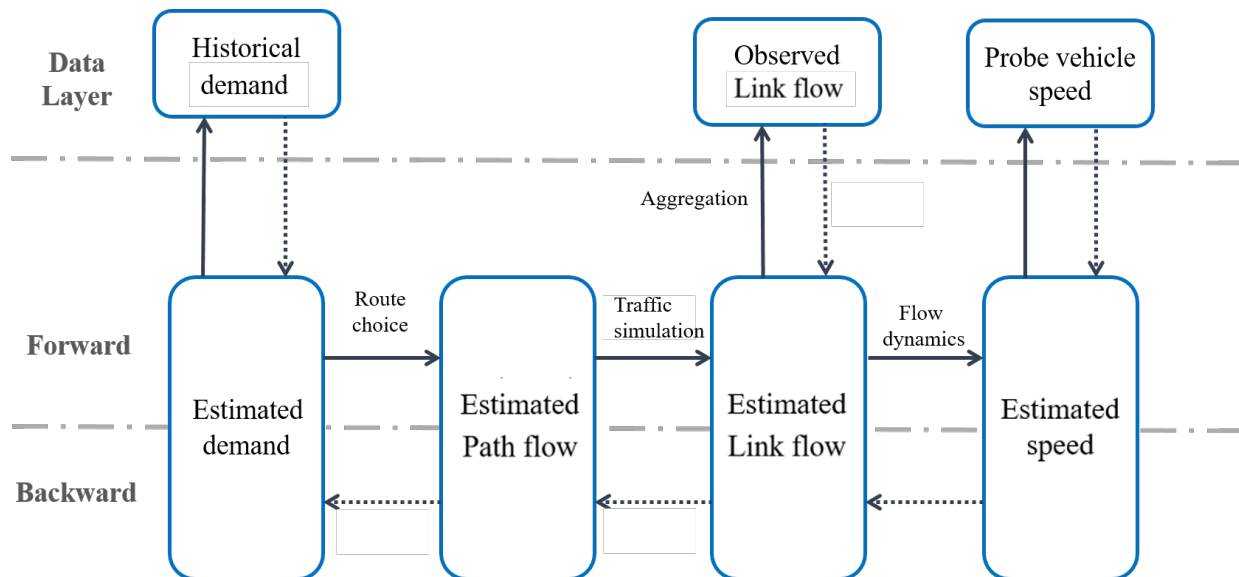 Data
Layer
Historical
demand
Observed
Link flow
Probe vehicle
speed
Aggregation
Forward
Route
choice
Traffic
simulation
Flow
dynamics
Estimated
demand
Estimated
Path flow
Estimated
Link flow
Estimated
speed
Backward